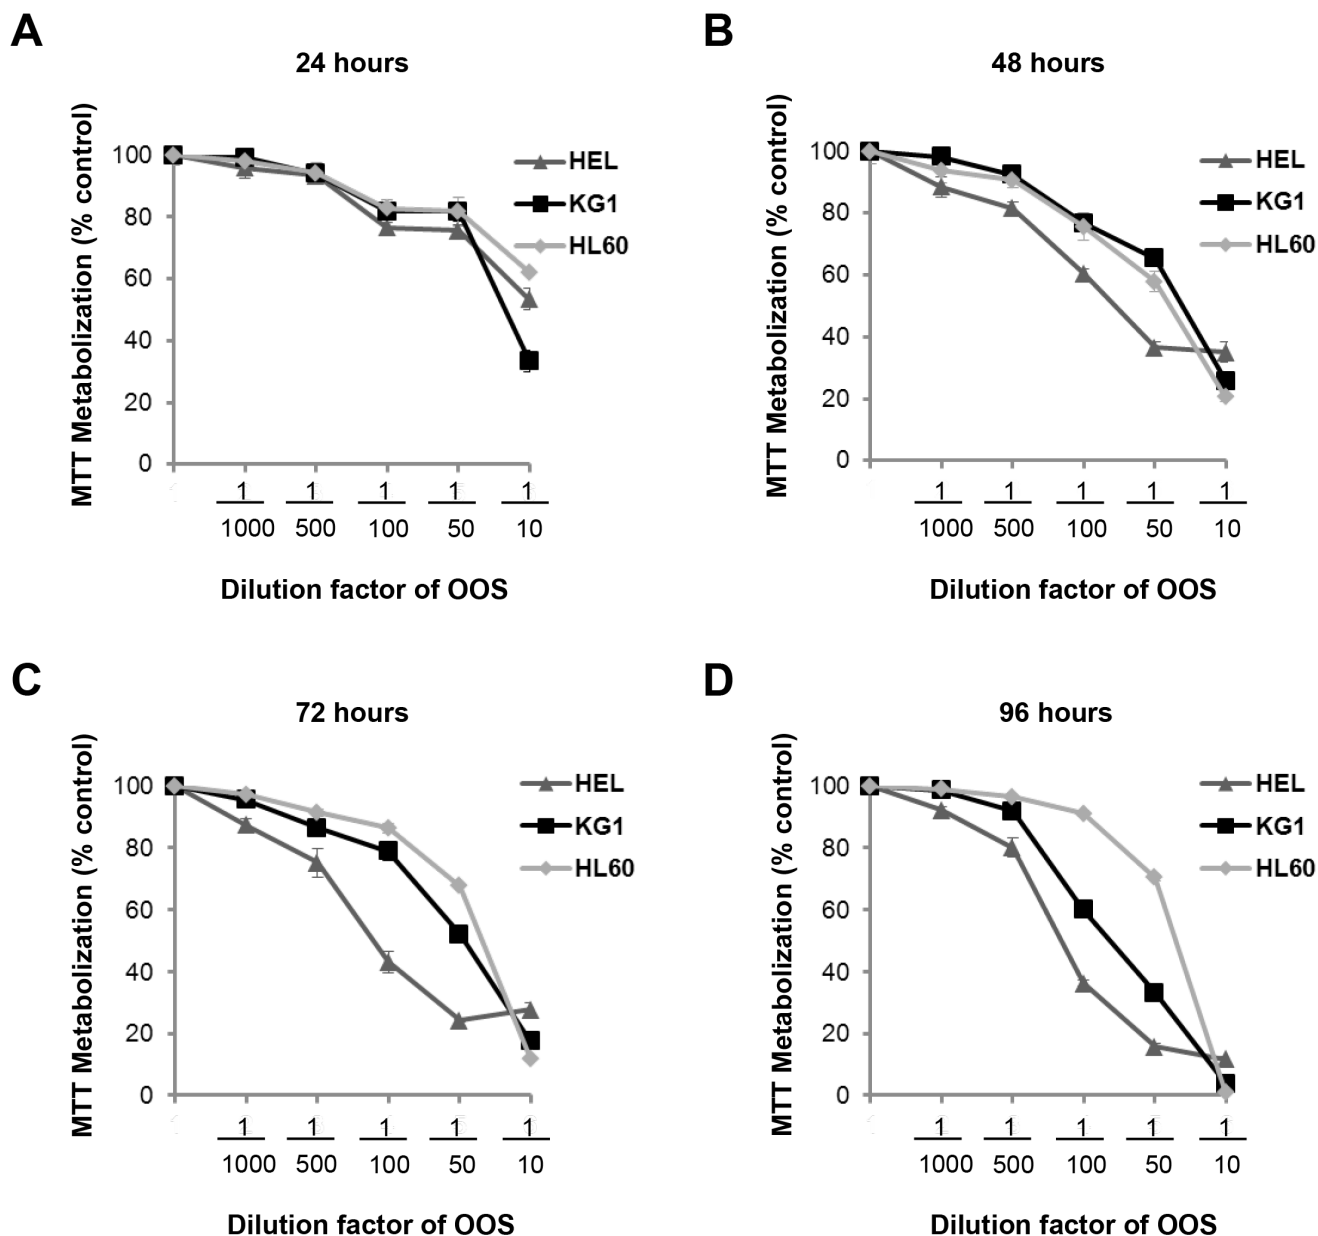 A
24 hours
MTT Metabolization (% control)
100
80
60
40
20
0
HEL
KG1
HL60
1 1 1 1 1
1000 500 100 50 10
Dilution factor of OOS
B
48 hours
MTT Metabolization (% control)
100
80
60
40
20
0
HEL
KG1
HL60
1 1 1 1 1
1000 500 100 50 10
Dilution factor of OOS
C
72 hours
MTT Metabolization (% control)
100
80
60
40
20
0
HEL
KG1
HL60
1 1 1 1 1
1000 500 100 50 10
Dilution factor of OOS
D
96 hours
MTT Metabolization (% control)
100
80
60
40
20
0
HEL
KG1
HL60
1 1 1 1 1
1000 500 100 50 10
Dilution factor of OOS